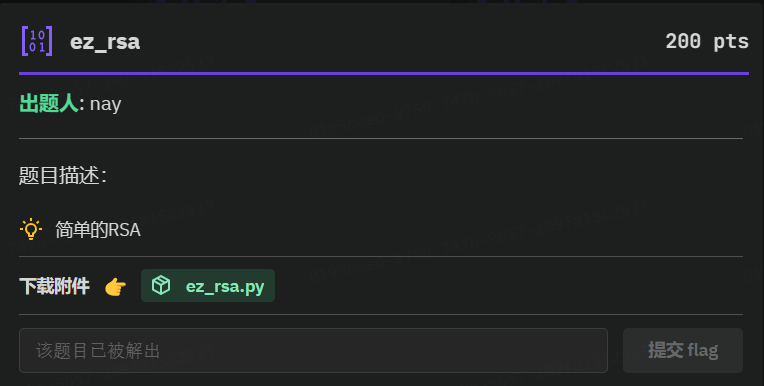 10
01
ez_rsa
200 pts
出题人: nay
题目描述:
简单的RSA
下载附件 👉 ez_rsa.py
该题目已被解出
提交 flag